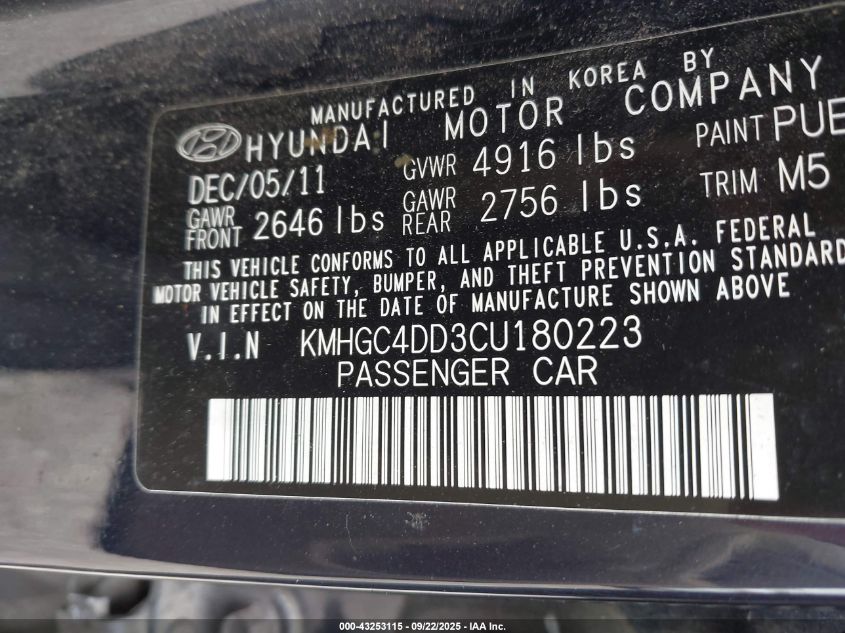 MANUFACTURED IN KOREA BY
HYUNDAI MOTOR COMPANY
DEC/05/11 GVWR 4916 lbs PAINT PUE
GAWR FRONT 2646 lbs GAWR REAR 2756 lbs TRIM M5
THIS VEHICLE CONFORMS TO ALL APPLICABLE U.S.A. FEDERAL
MOTOR VEHICLE SAFETY, BUMPER, AND THEFT PREVENTION STANDARD
IN EFFECT ON THE DATE OF MANUFACTURE SHOWN ABOVE
V.I.N KMHGC4DD3CU180223
PASSENGER CAR
000-43253115 - 09/22/2025 - IAA Inc.